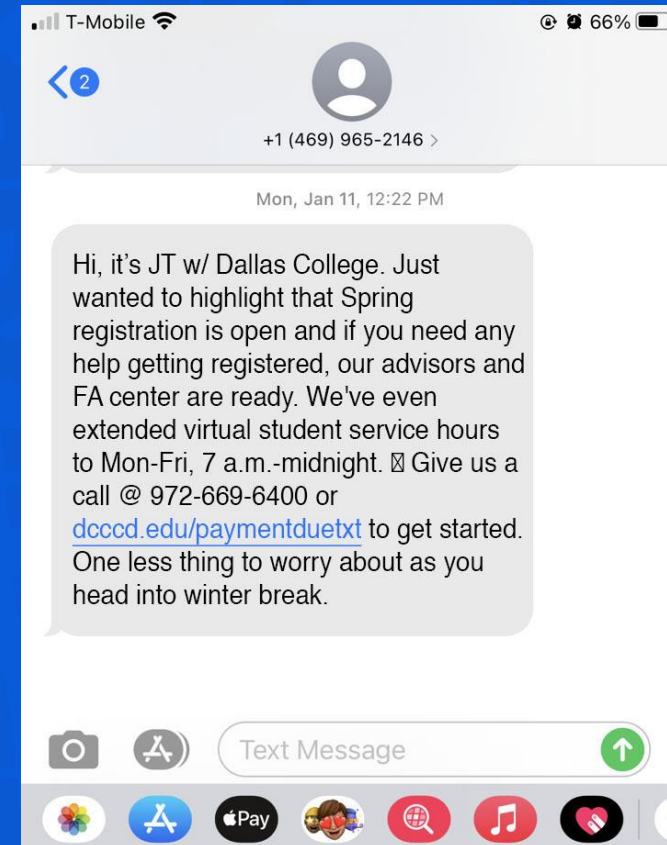 T-Mobile 66%
2
+1 (469) 965-2146 >
Mon, Jan 11, 12:22 PM
Hi, it’s JT w/ Dallas College. Just
wanted to highlight that Spring
registration is open and if you need any
help getting registered, our advisors and
FA center are ready. We've even
extended virtual student service hours
to Mon-Fri, 7 a.m.-midnight. Give us a
call @ 972-669-6400 or
dcccd.edu/paymentduetxt to get started.
One less thing to worry about as you
head into winter break.
Text Message
Pay